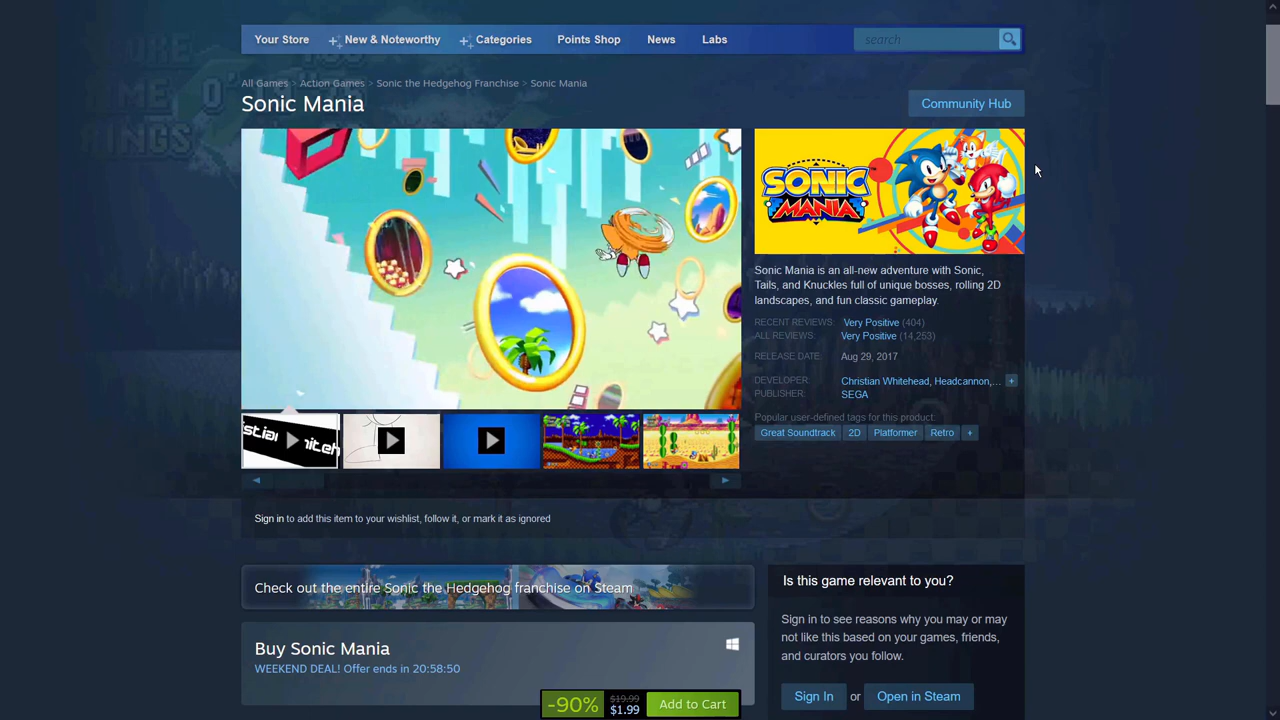 Your Store
New & Noteworthy
Categories
Points Shop
News
Labs
search
All Games > Action Games > Sonic the Hedgehog Franchise > Sonic Mania
Sonic Mania
Community Hub
SONIC
MANIA
Sonic Mania is an all-new adventure with Sonic,
Tails, and Knuckles full of unique bosses, rolling 2D
landscapes, and fun classic gameplay.
RECENT REVIEWS: Very Positive (404)
ALL REVIEWS: Very Positive (14,253)
RELEASE DATE: Aug 29, 2017
DEVELOPER: Christian Whitehead, Headcannon,... +
PUBLISHER: SEGA
Popular user-defined tags for this product:
Great Soundtrack 2D Platformer Retro +
Sign in to add this item to your wishlist, follow it, or mark it as ignored
Check out the entire Sonic the Hedgehog franchise on Steam
Buy Sonic Mania
WEEKEND DEAL! Offer ends in 20:58:50
-90% $19.99 $1.99 Add to Cart
Is this game relevant to you?
Sign in to see reasons why you may or may
not like this based on your games, friends,
and curators you follow.
Sign In or Open in Steam